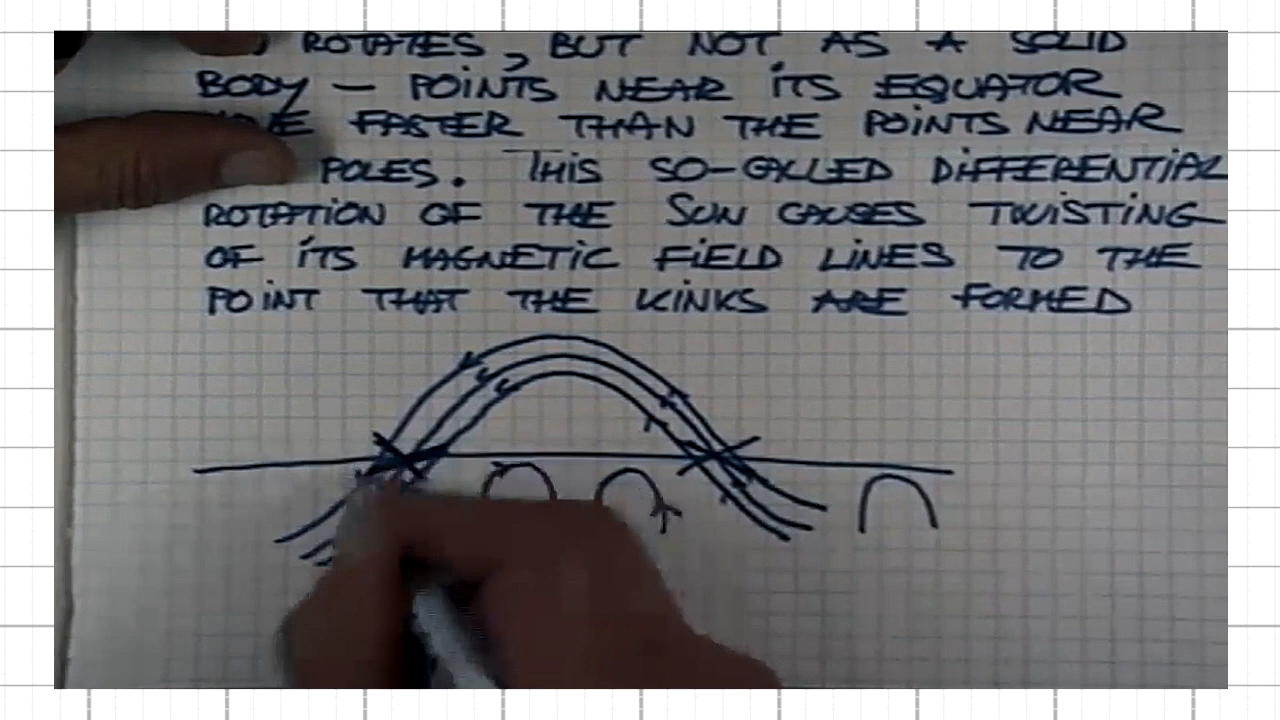 ROTATES, BUT NOT AS A SOLID
BODY – POINTS NEAR ITS EQUATOR
FASTER THAN THE POINTS NEAR
POLES. THIS SO-CALLED DIFFERENTIAL
ROTATION OF THE SUN CAUSES TWISTING
OF ITS MAGNETIC FIELD LINES TO THE
POINT THAT THE KINKS ARE FORMED